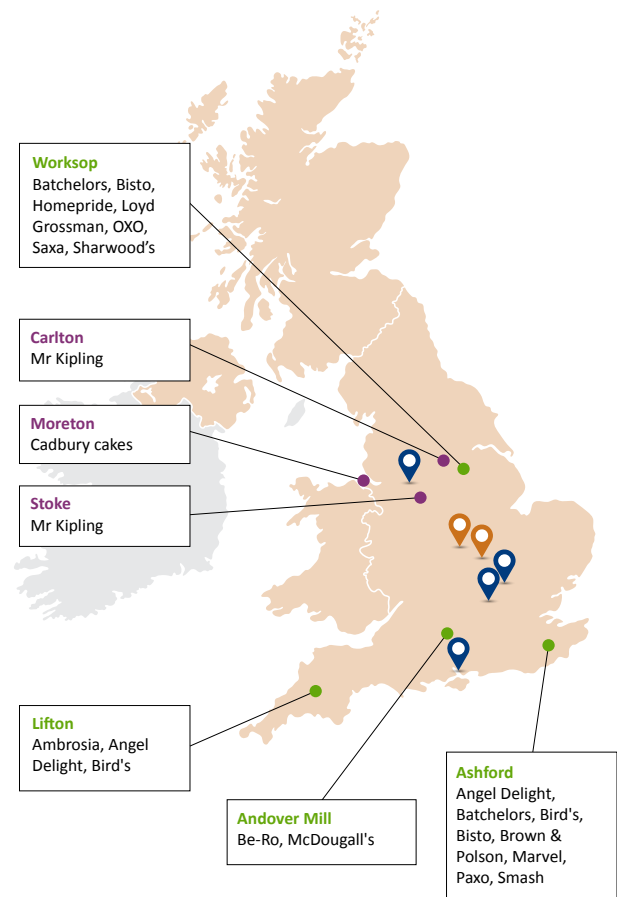 Worksop
Batchelors, Bisto,
Homepride, Loyd
Grossman, OXO,
Saxa, Sharwood’s
Carlton
Mr Kipling
Moreton
Cadbury cakes
Stoke
Mr Kipling
Lifton
Ambrosia, Angel
Delight, Bird's
Andover Mill
Be-Ro, McDougall's
Ashford
Angel Delight,
Batchelors, Bird's,
Bisto, Brown &
Polson, Marvel,
Paxo, Smash